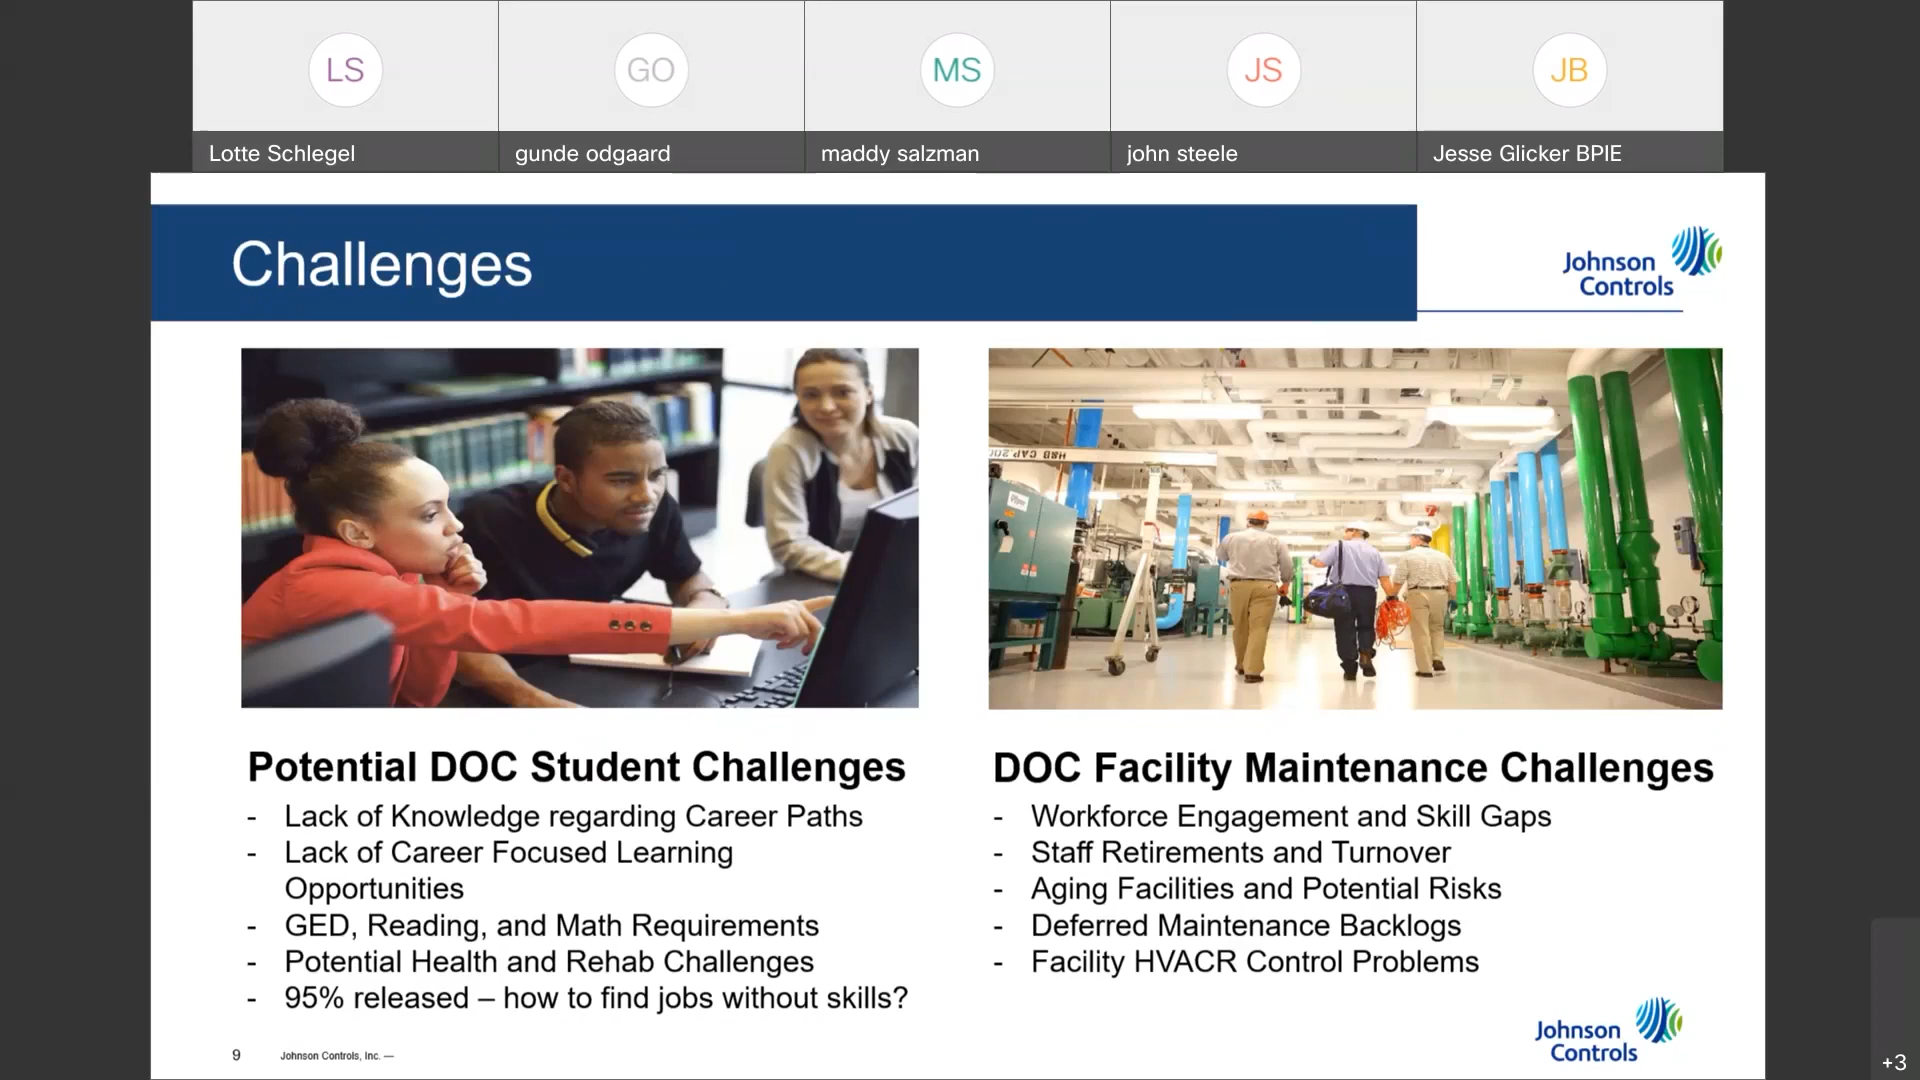 LS
GO
MS
JS
JB
Lotte Schlegel
gunde odgaard
maddy salzman
john steele
Jesse Glicker BPIE
Challenges
Johnson
Controls
Potential DOC Student Challenges
- Lack of Knowledge regarding Career Paths
- Lack of Career Focused Learning
Opportunities
- GED, Reading, and Math Requirements
- Potential Health and Rehab Challenges
- 95% released – how to find jobs without skills?
DOC Facility Maintenance Challenges
- Workforce Engagement and Skill Gaps
- Staff Retirements and Turnover
- Aging Facilities and Potential Risks
- Deferred Maintenance Backlogs
- Facility HVACR Control Problems
9 Johnson Controls, Inc. —
Johnson
Controls
+3